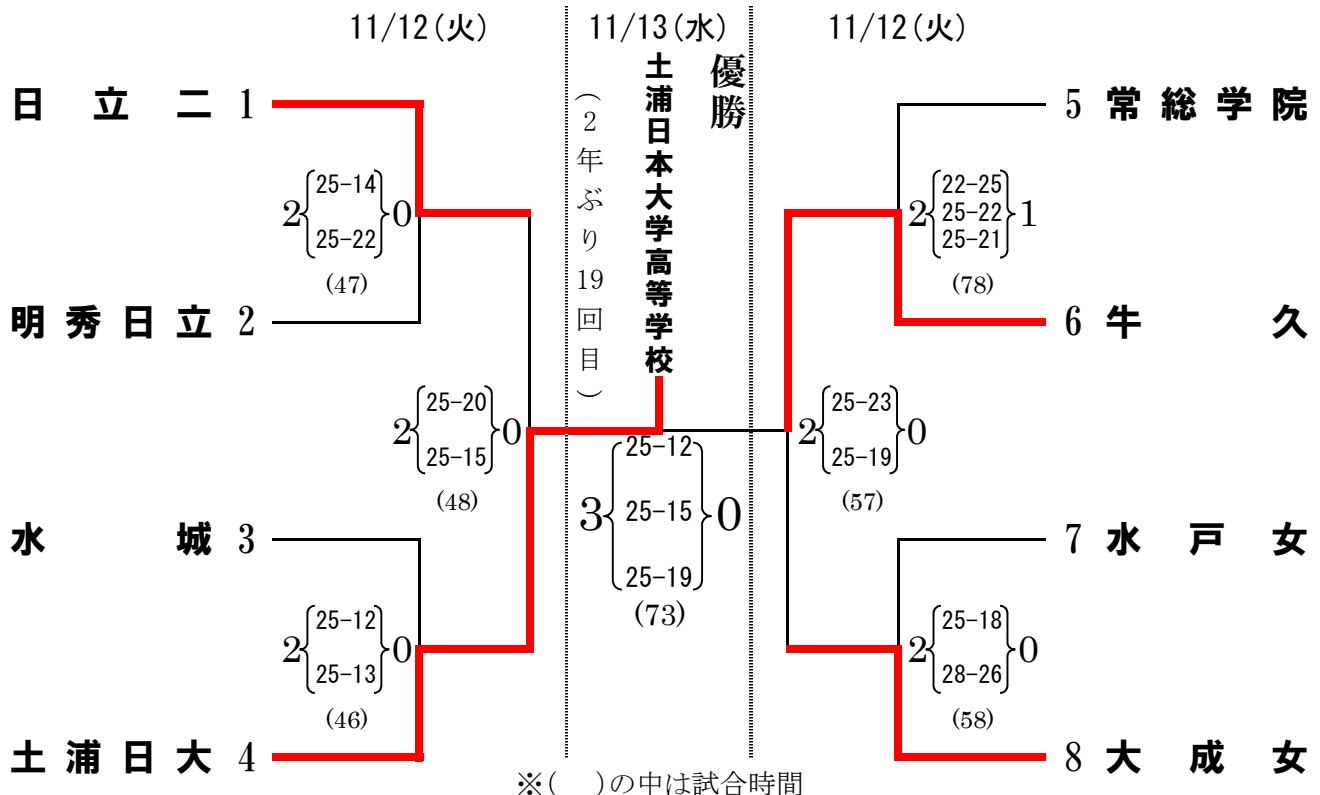 11/12(火)
11/13(水)
11/12(火)
優勝
土浦日本大学高等学校
(2年ぶり19回目)
日立二 1
2 25-14 0
25-22
(47)
明秀日立 2
2 25-20 0
25-15
(48)
水城 3
2 25-12 0
25-13
(46)
土浦日大 4
25-12
3 25-15 0
25-19
(73)
5 常総学院
22-25
2 25-22 1
25-21
(78)
6 牛久
2 25-23 0
25-19
(57)
7 水戸女
2 25-18 0
28-26
(58)
8 大成女
※( )の中は試合時間